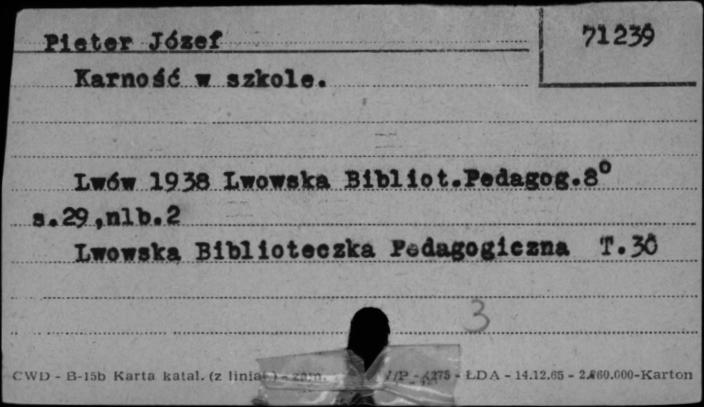 Pieter Józef
71239
Karność w szkole.
Lwów 1938 Lwowska Bibliot.Pedagog.8°
s.29,nlb.2
Lwowska Biblioteczka Pedagogiczna T.30
3
CWD - B-15b Karta katal. (z linia - LDA - 14.12.65 - 2.860.000-Karton